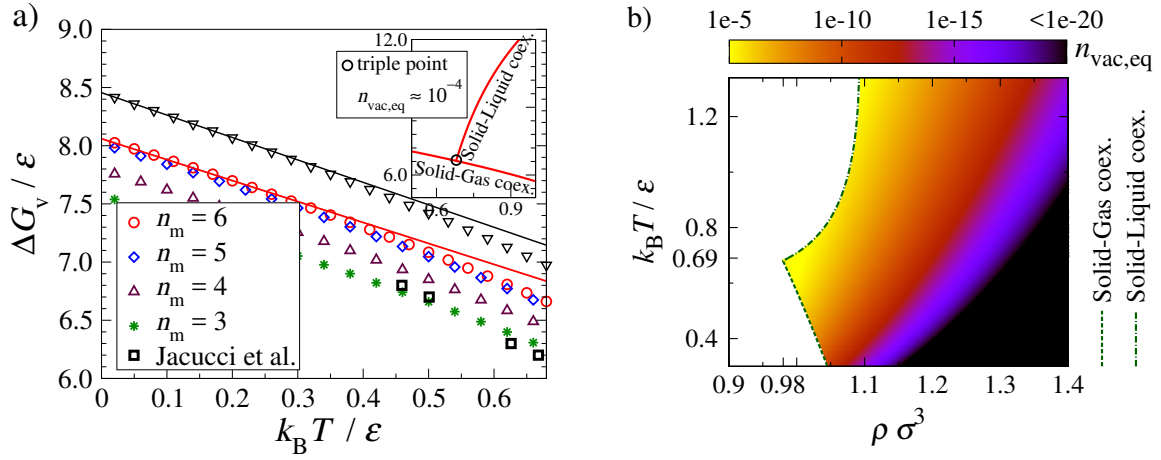 a)
9.0
8.5
8.0
7.5
7.0
6.5
6.0
ΔG_v / ε
0 0.1 0.2 0.3 0.4 0.5 0.6
k_B T / ε
triple point
n_vac,eq ≈ 10^-4
12.0
6.0
0.6 0.9
Solid-Liquid coex.
Solid-Gas coex.
n_m = 6
n_m = 5
n_m = 4
n_m = 3
Jacucci et al.
b)
1e-5 1e-10 1e-15 <1e-20
n_vac,eq
1.2
0.8
0.69
0.4
k_B T / ε
0.9 0.98 1.1 1.2 1.3 1.4
ρ σ^3
Solid-Gas coex.
Solid-Liquid coex.